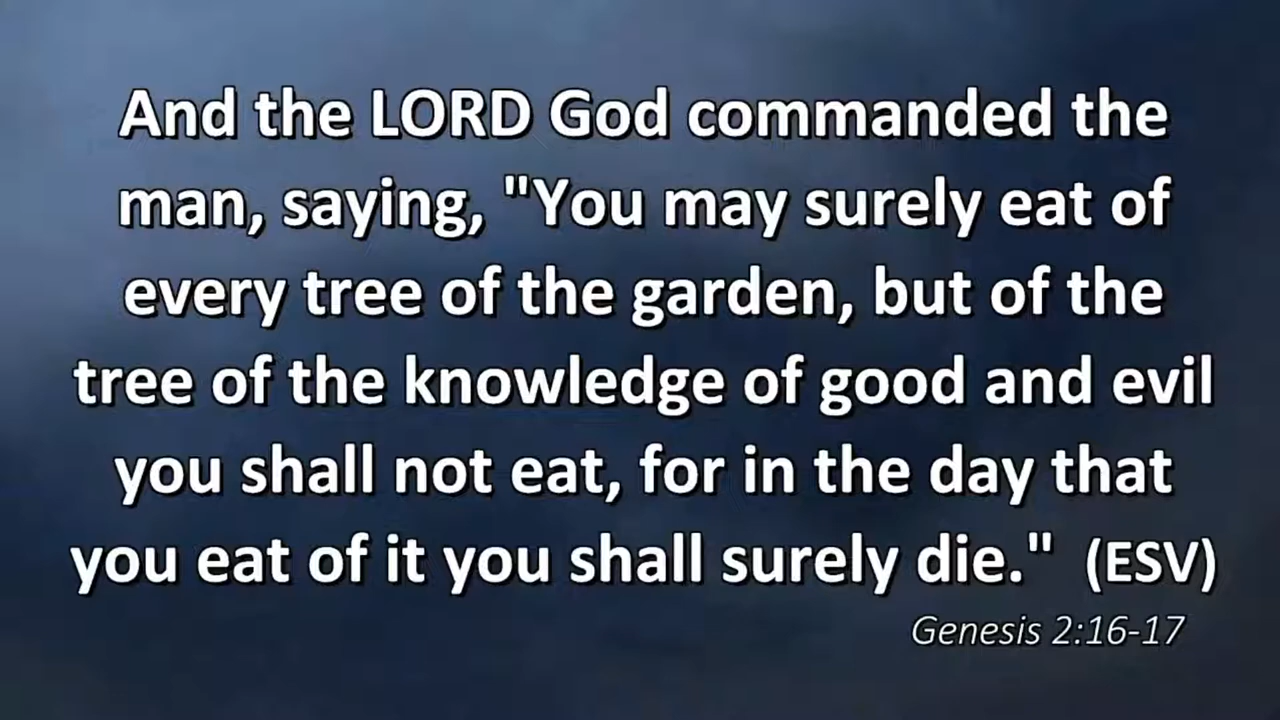 And the LORD God commanded the
man, saying, "You may surely eat of
every tree of the garden, but of the
tree of the knowledge of good and evil
you shall not eat, for in the day that
you eat of it you shall surely die." (ESV)
Genesis 2:16-17